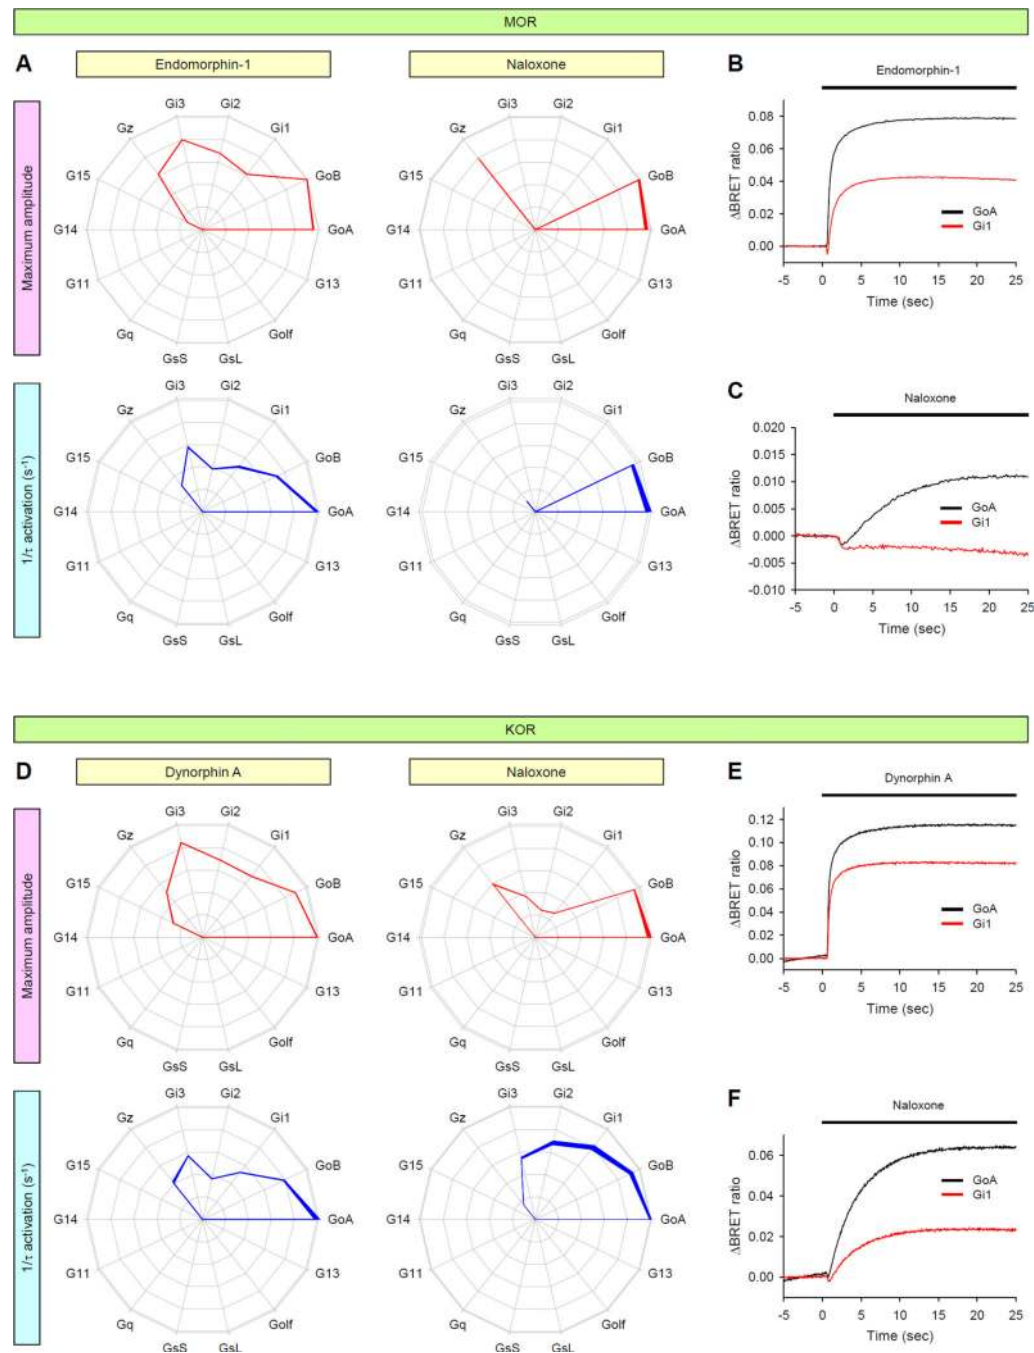 MOR
A
Endomorphin-1
Naloxone
B
Maximum amplitude
Gi3
Gi2
Gz
Gi1
G15
GoB
G14
GoA
G11
G13
Gq
Golf
GsS
GsL
Gi3
Gi2
Gz
Gi1
G15
GoB
G14
GoA
G11
G13
Gq
Golf
GsS
GsL
Endomorphin-1
ΔBRET ratio
0.08
0.06
0.04
0.02
0.00
GoA
Gi1
-5 0 5 10 15 20 25
Time (sec)
1/τ activation (s⁻¹)
Gi3
Gi2
Gz
Gi1
G15
GoB
G14
GoA
G11
G13
Gq
Golf
GsS
GsL
Gi3
Gi2
Gz
Gi1
G15
GoB
G14
GoA
G11
G13
Gq
Golf
GsS
GsL
C
Naloxone
ΔBRET ratio
0.020
0.015
0.010
0.005
0.000
-0.005
-0.010
GoA
Gi1
-5 0 5 10 15 20 25
Time (sec)
KOR
D
Dynorphin A
Naloxone
E
Maximum amplitude
Gi3
Gi2
Gz
Gi1
G15
GoB
G14
GoA
G11
G13
Gq
Golf
GsS
GsL
Gi3
Gi2
Gz
Gi1
G15
GoB
G14
GoA
G11
G13
Gq
Golf
GsS
GsL
Dynorphin A
ΔBRET ratio
0.12
0.10
0.08
0.06
0.04
0.02
0.00
GoA
Gi1
-5 0 5 10 15 20 25
Time (sec)
1/τ activation (s⁻¹)
Gi3
Gi2
Gz
Gi1
G15
GoB
G14
GoA
G11
G13
Gq
Golf
GsS
GsL
Gi3
Gi2
Gz
Gi1
G15
GoB
G14
GoA
G11
G13
Gq
Golf
GsS
GsL
F
Naloxone
ΔBRET ratio
0.06
0.04
0.02
0.00
GoA
Gi1
-5 0 5 10 15 20 25
Time (sec)